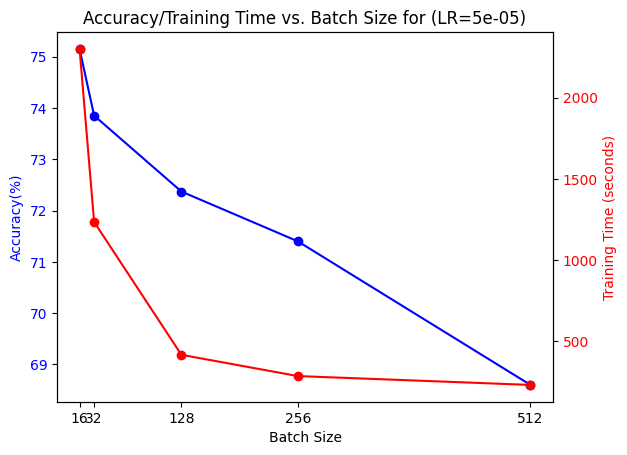 Accuracy/Training Time vs. Batch Size for (LR=5e-05)
Accuracy(%)
75
74
73
72
71
70
69
2000
1500
1000
500
Training Time (seconds)
16 32 128 256 512
Batch Size